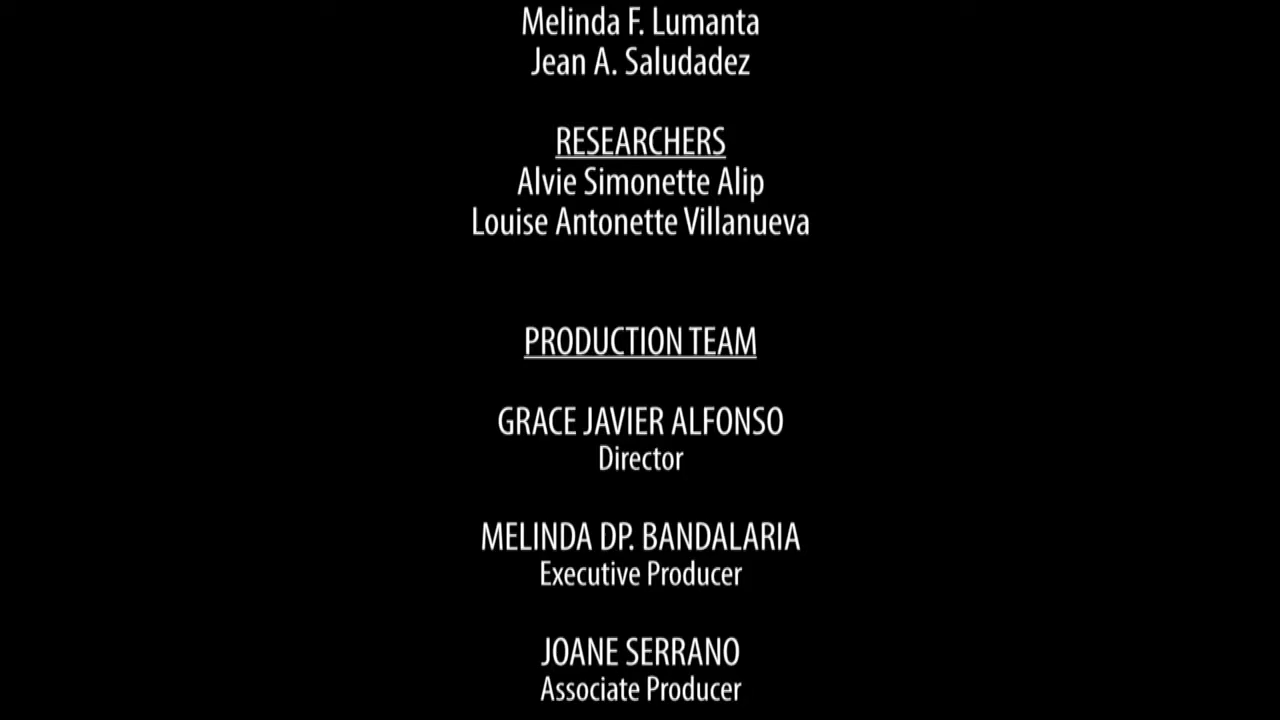 Melinda F. Lumanta
Jean A. Saludadez
RESEARCHERS
Alvie Simonette Alip
Louise Antonette Villanueva
PRODUCTION TEAM
GRACE JAVIER ALFONSO
Director
MELINDA DP. BANDALARIA
Executive Producer
JOANE SERRANO
Associate Producer